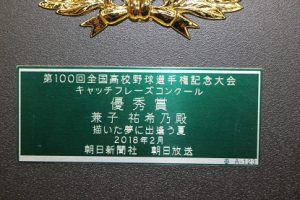 第100回全国高校野球選手権記念大会
キャッチフレーズコンクール
優秀賞
兼子 祐希乃殿
描いた夢に出逢う夏
2018年2月
朝日新聞社 朝日放送
A-123